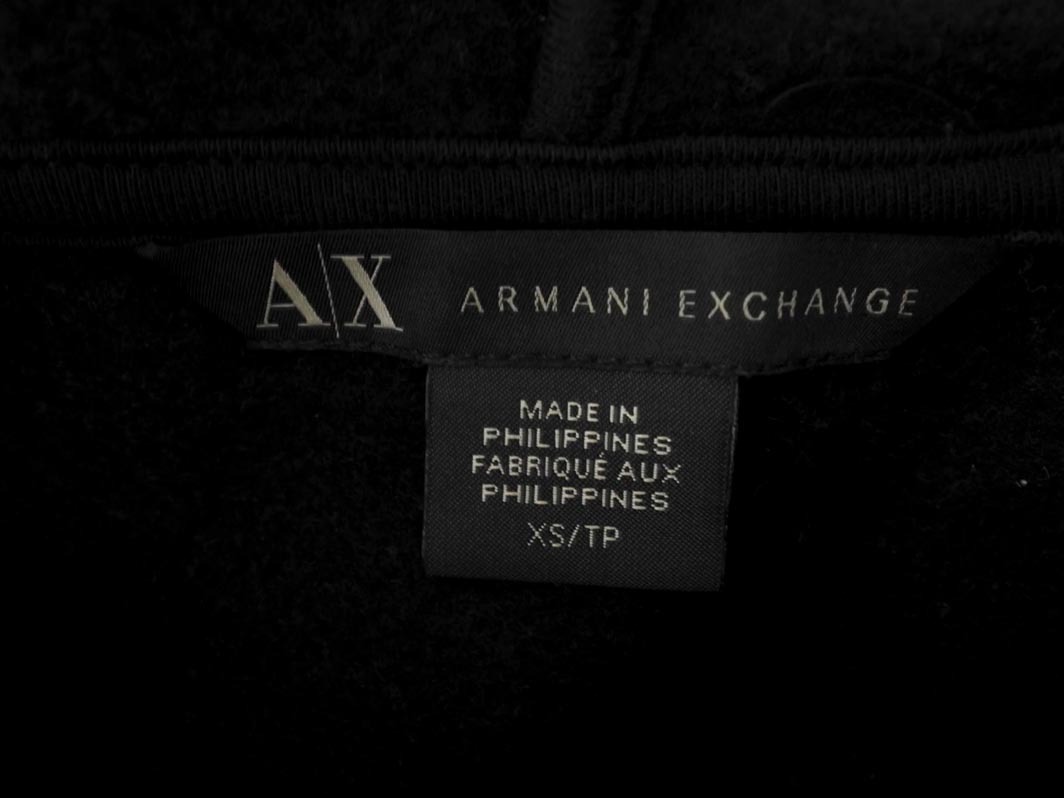 A|X ARMANI EXCHANGE
MADE IN
PHILIPPINES
FABRIQUÉ AUX
PHILIPPINES
XS/TP